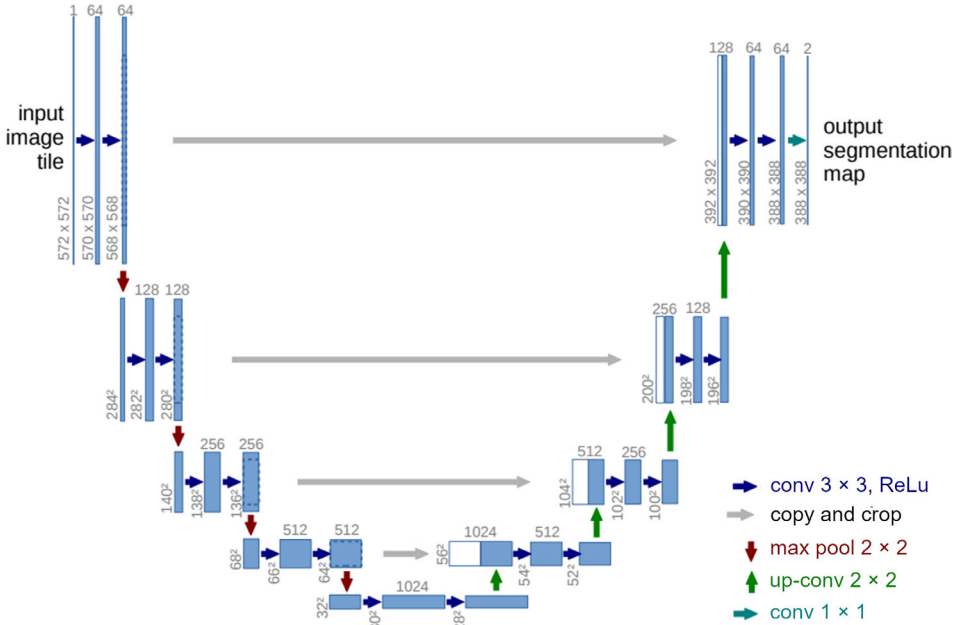 1 64 64
input
image
tile
572 x 572
570 x 570
568 x 568
128 64 64 2
output
segmentation
map
392 x 392
390 x 390
388 x 388
388 x 388
128 128
284²
282²
280²
256 128
200²
198²
196²
256 256
140²
138²
136²
512 256
104²
102²
100²
512 512
68²
66²
64²
1024 512
56²
54²
52²
1024
32²
conv 3 × 3, ReLu
copy and crop
max pool 2 × 2
up-conv 2 × 2
conv 1 × 1